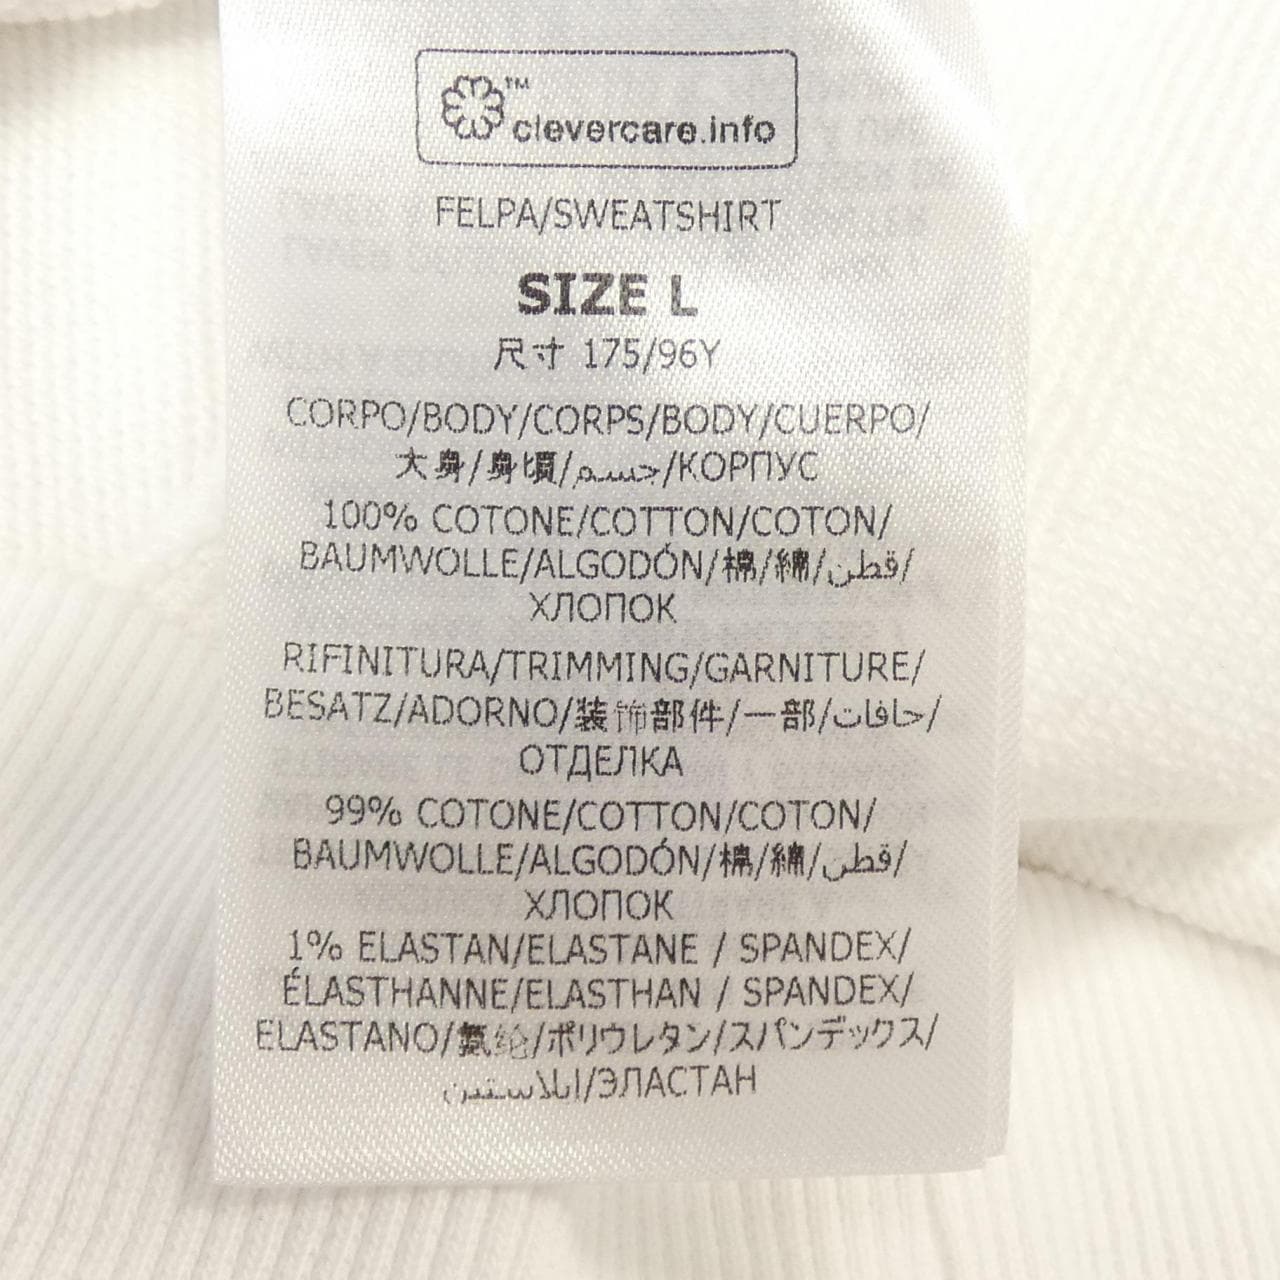 ™
clevercare.info
FELPA/SWEATSHIRT
SIZE L
尺寸 175/96Y
CORPO/BODY/CORPS/BODY/CUERPO/
大身/身頃/جسم/КОРПУС
100% COTONE/COTTON/COTON/
BAUMWOLLE/ALGODÓN/棉/綿/قطن/
ХЛОПОК
RIFINITURA/TRIMMING/GARNITURE/
BESATZ/ADORNO/装饰部件/一部/حافات/
ОТДЕЛКА
99% COTONE/COTTON/COTON/
BAUMWOLLE/ALGODÓN/棉/綿/قطن/
ХЛОПОК
1% ELASTAN/ELASTANE / SPANDEX/
ÉLASTHANNE/ELASTHAN / SPANDEX/
ELASTANO/氨纶/ポリウレタン/スパンデックス/
ايلاستين/ЭЛАСТАН